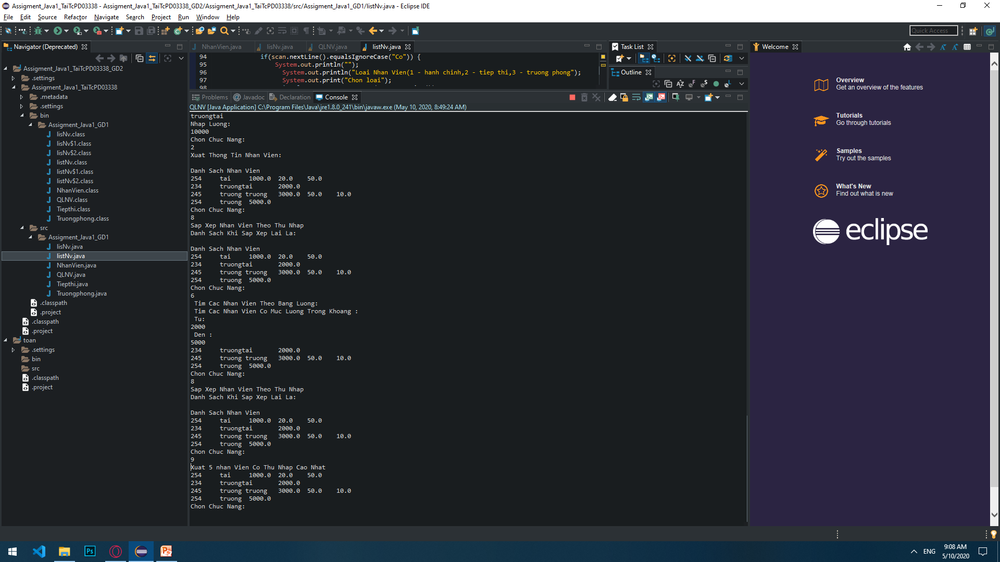 Assigment_Java1_TaiTcPD03338 - Assigment_Java1_TaiTcPD03338_GD2/Assigment_Java1_TaiTcPD03338/src/Assigment_Java1_GD1/listNv.java - Eclipse IDE
File Edit Source Refactor Navigate Search Project Run Window Help
Quick Access
Navigator (Deprecated)
Assigment_Java1_TaiTcPD03338_GD2
.settings
Assigment_Java1_TaiTcPD03338
.metadata
.settings
bin
Assigment_Java1_GD1
lisNv.class
lisNv$1.class
lisNv$2.class
listNv.class
listNv$1.class
listNv$2.class
NhanVien.class
QLNV.class
Tiepthi.class
Truongphong.class
src
Assigment_Java1_GD1
lisNv.java
listNv.java
NhanVien.java
QLNV.java
Tiepthi.java
Truongphong.java
.classpath
.project
.classpath
.project
toan
.settings
bin
src
.classpath
.project
NhanVien.java lisNv.java QLNV.java listNv.java
94 if(scan.nextLine().equalsIgnoreCase("Co")) {
95 System.out.println("");
96 System.out.println("Loai Nhan Vien(1 - hanh chinh,2 - tiep thi,3 - truong phong");
97 System.out.print("Chon loai");
98
Problems Javadoc Declaration Console
QLNV [Java Application] C:\Program Files\Java\jre1.8.0_241\bin\javaw.exe (May 10, 2020, 8:49:24 AM)
truongtai
Nhap Luong:
10000
Chon Chuc Nang:
2
Xuat Thong Tin Nhan Vien:
Danh Sach Nhan Vien
254 tai 1000.0 20.0 50.0
234 truongtai 2000.0
245 truong truong 3000.0 50.0 10.0
254 truong 5000.0
Chon Chuc Nang:
8
Sap Xep Nhan Vien Theo Thu Nhap
Danh Sach Khi Sap Xep Lai La:
Danh Sach Nhan Vien
254 tai 1000.0 20.0 50.0
234 truongtai 2000.0
245 truong truong 3000.0 50.0 10.0
254 truong 5000.0
Chon Chuc Nang:
6
Tim Cac Nhan Vien Theo Bang Luong:
Tim Cac Nhan Vien Co Muc Luong Trong Khoang :
Tu:
2000
Den :
5000
234 truongtai 2000.0
245 truong truong 3000.0 50.0 10.0
254 truong 5000.0
Chon Chuc Nang:
8
Sap Xep Nhan Vien Theo Thu Nhap
Danh Sach Khi Sap Xep Lai La:
Danh Sach Nhan Vien
254 tai 1000.0 20.0 50.0
234 truongtai 2000.0
245 truong truong 3000.0 50.0 10.0
254 truong 5000.0
Chon Chuc Nang:
9
Xuat 5 nhan Vien Co Thu Nhap Cao Nhat
254 tai 1000.0 20.0 50.0
234 truongtai 2000.0
245 truong truong 3000.0 50.0 10.0
254 truong 5000.0
Chon Chuc Nang:
Task List
Outline
Welcome
Overview
Get an overview of the features
Tutorials
Go through tutorials
Samples
Try out the samples
What's New
Find out what is new
eclipse
Ps
ENG
9:08 AM
5/10/2020